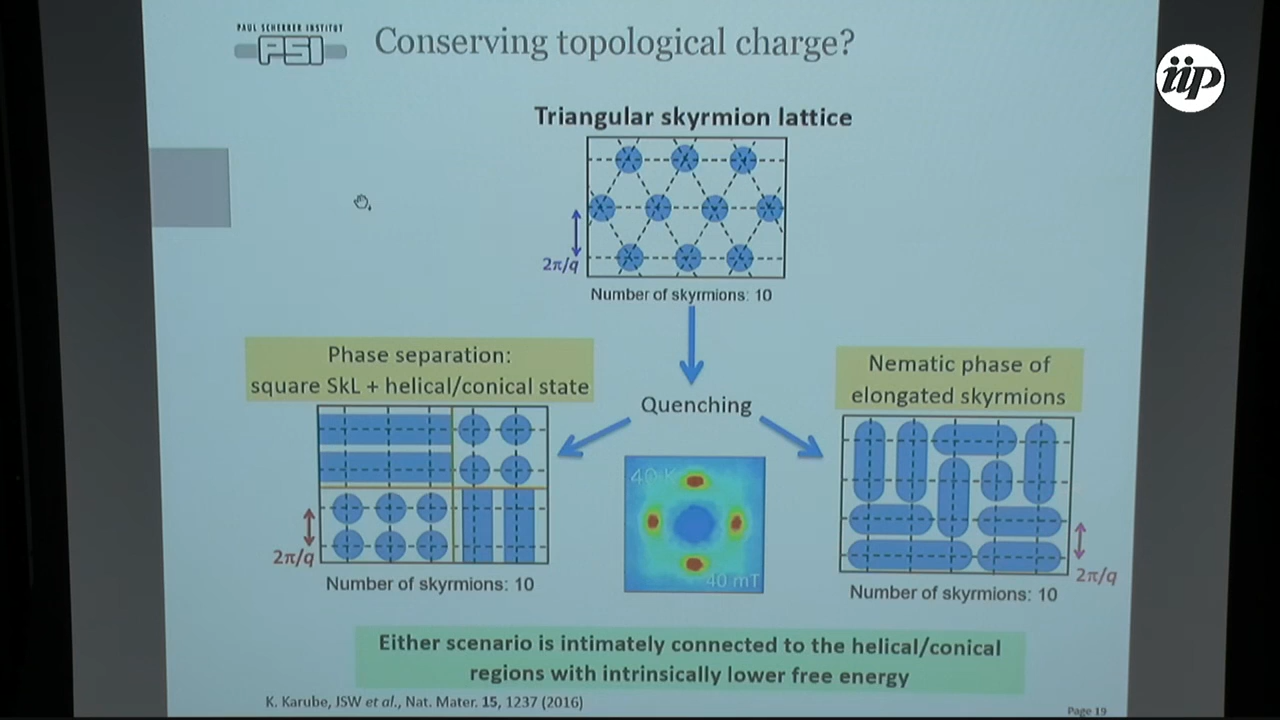 PAUL SCHERRER INSTITUT
PSI
Conserving topological charge?
iip
Triangular skyrmion lattice
2π/q
Number of skyrmions: 10
Phase separation:
square SkL + helical/conical state
Quenching
Nematic phase of
elongated skyrmions
40 K
40 mT
2π/q
Number of skyrmions: 10
2π/q
Number of skyrmions: 10
Either scenario is intimately connected to the helical/conical
regions with intrinsically lower free energy
K. Karube, JSW et al., Nat. Mater. 15, 1237 (2016)
Page 19